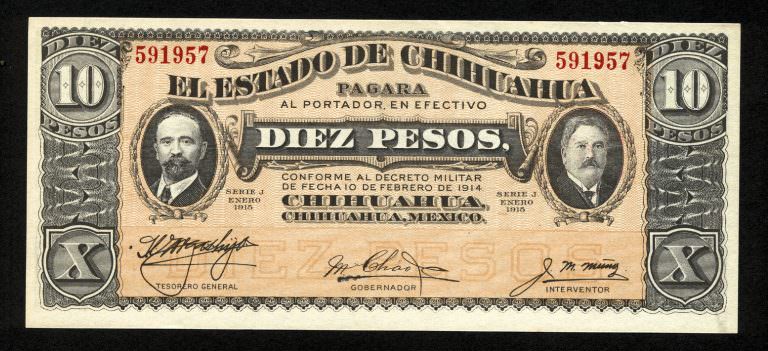 DIEZ 591957 591957 DIEZ
10 EL ESTADO DE CHIHUAHUA 10
PESOS PAGARA PESOS
AL PORTADOR, EN EFECTIVO
DIEZ PESOS,
CONFORME AL DECRETO MILITAR
DE FECHA 10 DE FEBRERO DE 1914
SERIE J
ENERO
1915
CHIHUAHUA,
CHIHUAHUA, MEXICO.
SERIE J
ENERO
1915
DIEZ PESOS
X X
TESORERO GENERAL
GOBERNADOR
J. M. Muñoz
INTERVENTOR